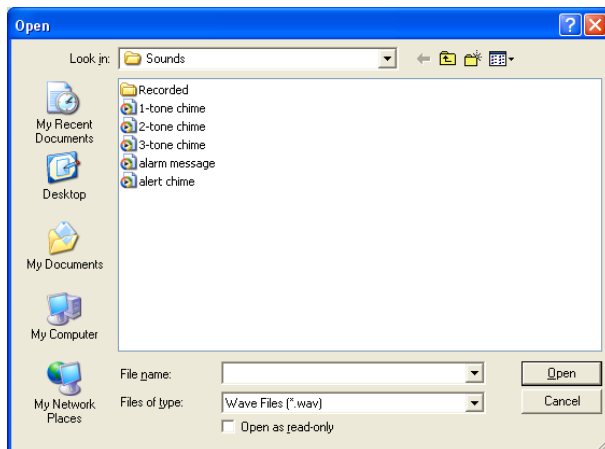 Open
Look in: Sounds
Recorded
1-tone chime
2-tone chime
3-tone chime
alarm message
alert chime
My Recent
Documents
Desktop
My Documents
My Computer
My Network
Places
File name:
Open
Files of type: Wave Files (*.wav)
Cancel
Open as read-only